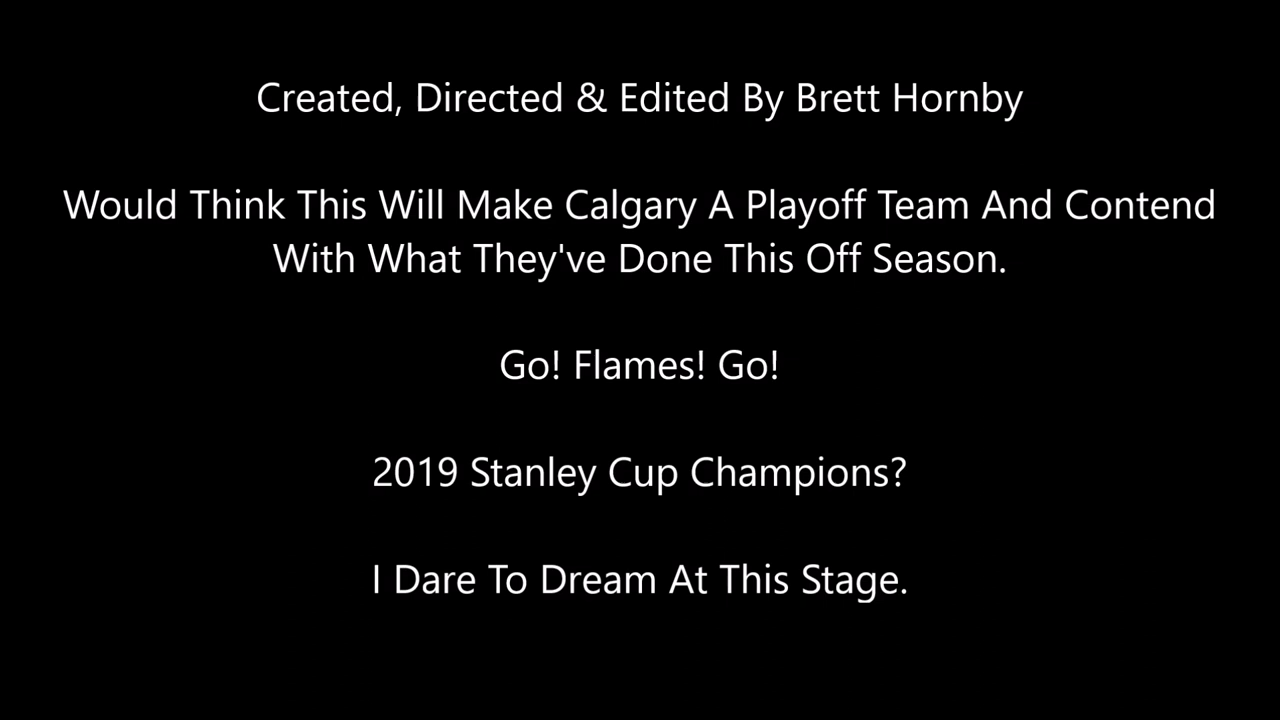 Created, Directed & Edited By Brett Hornby
Would Think This Will Make Calgary A Playoff Team And Contend
With What They've Done This Off Season.
Go! Flames! Go!
2019 Stanley Cup Champions?
I Dare To Dream At This Stage.